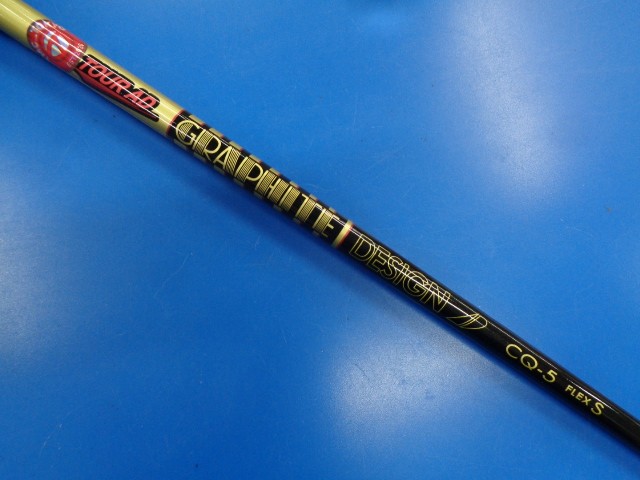 TOUR AD
GRAPHITE DESIGN
CQ-5 FLEX S